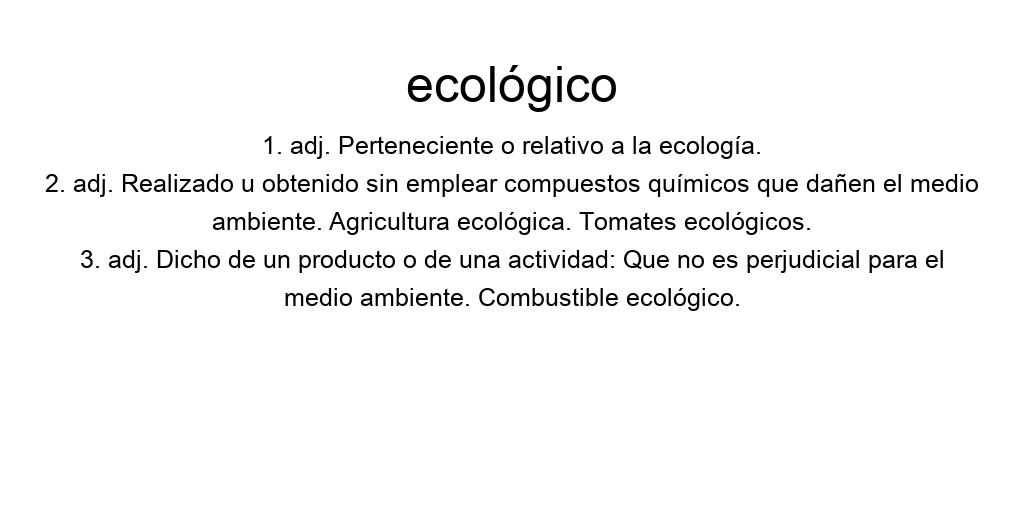 ecológico
1. adj. Perteneciente o relativo a la ecología.
2. adj. Realizado u obtenido sin emplear compuestos químicos que dañen el medio
ambiente. Agricultura ecológica. Tomates ecológicos.
3. adj. Dicho de un producto o de una actividad: Que no es perjudicial para el
medio ambiente. Combustible ecológico.